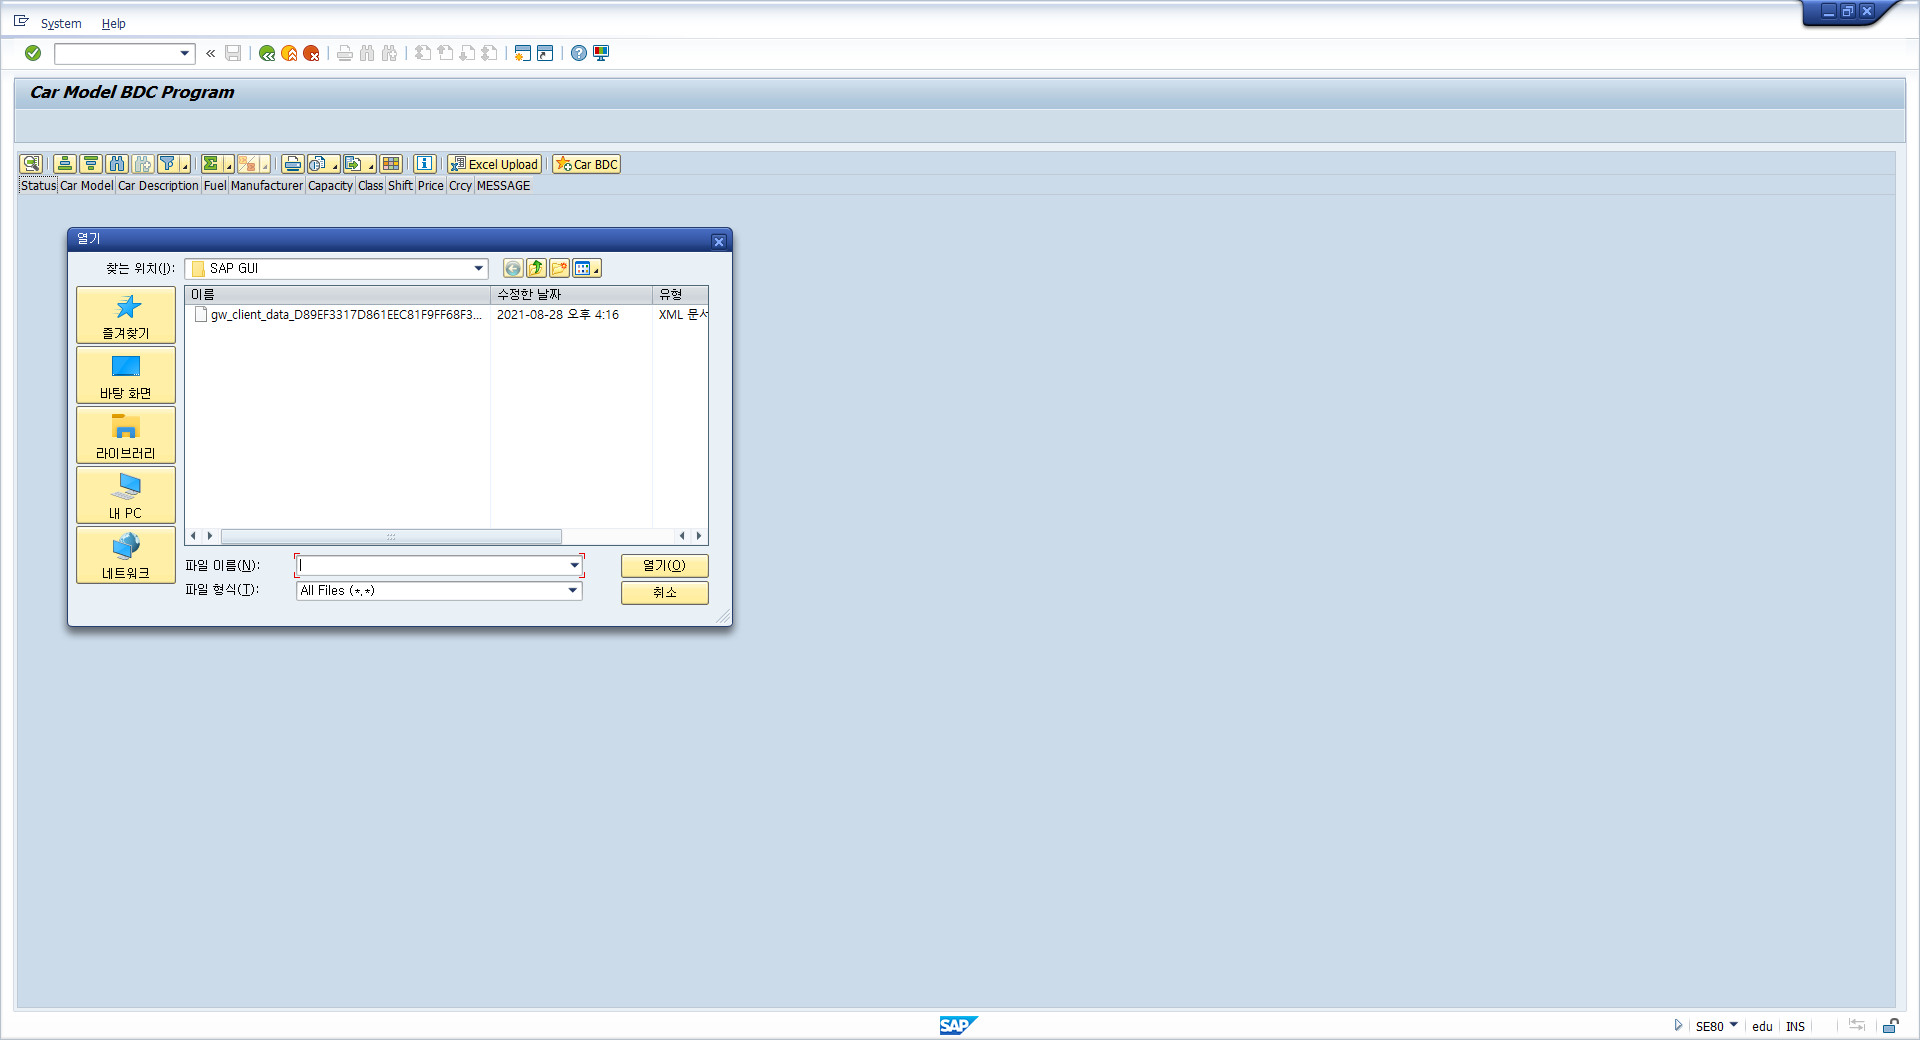 System Help
Car Model BDC Program
Excel Upload Car BDC
Status Car Model Car Description Fuel Manufacturer Capacity Class Shift Price Crcy MESSAGE
열기
찾는 위치(I): SAP GUI
이름 수정한 날짜 유형
gw_client_data_D89EF3317D861EEC81F9FF68F3... 2021-08-28 오후 4:16 XML 문서
즐겨찾기
바탕 화면
라이브러리
내 PC
네트워크
파일 이름(N): 열기(O)
파일 형식(T): All Files (*.*) 취소
SAP SE80 edu INS